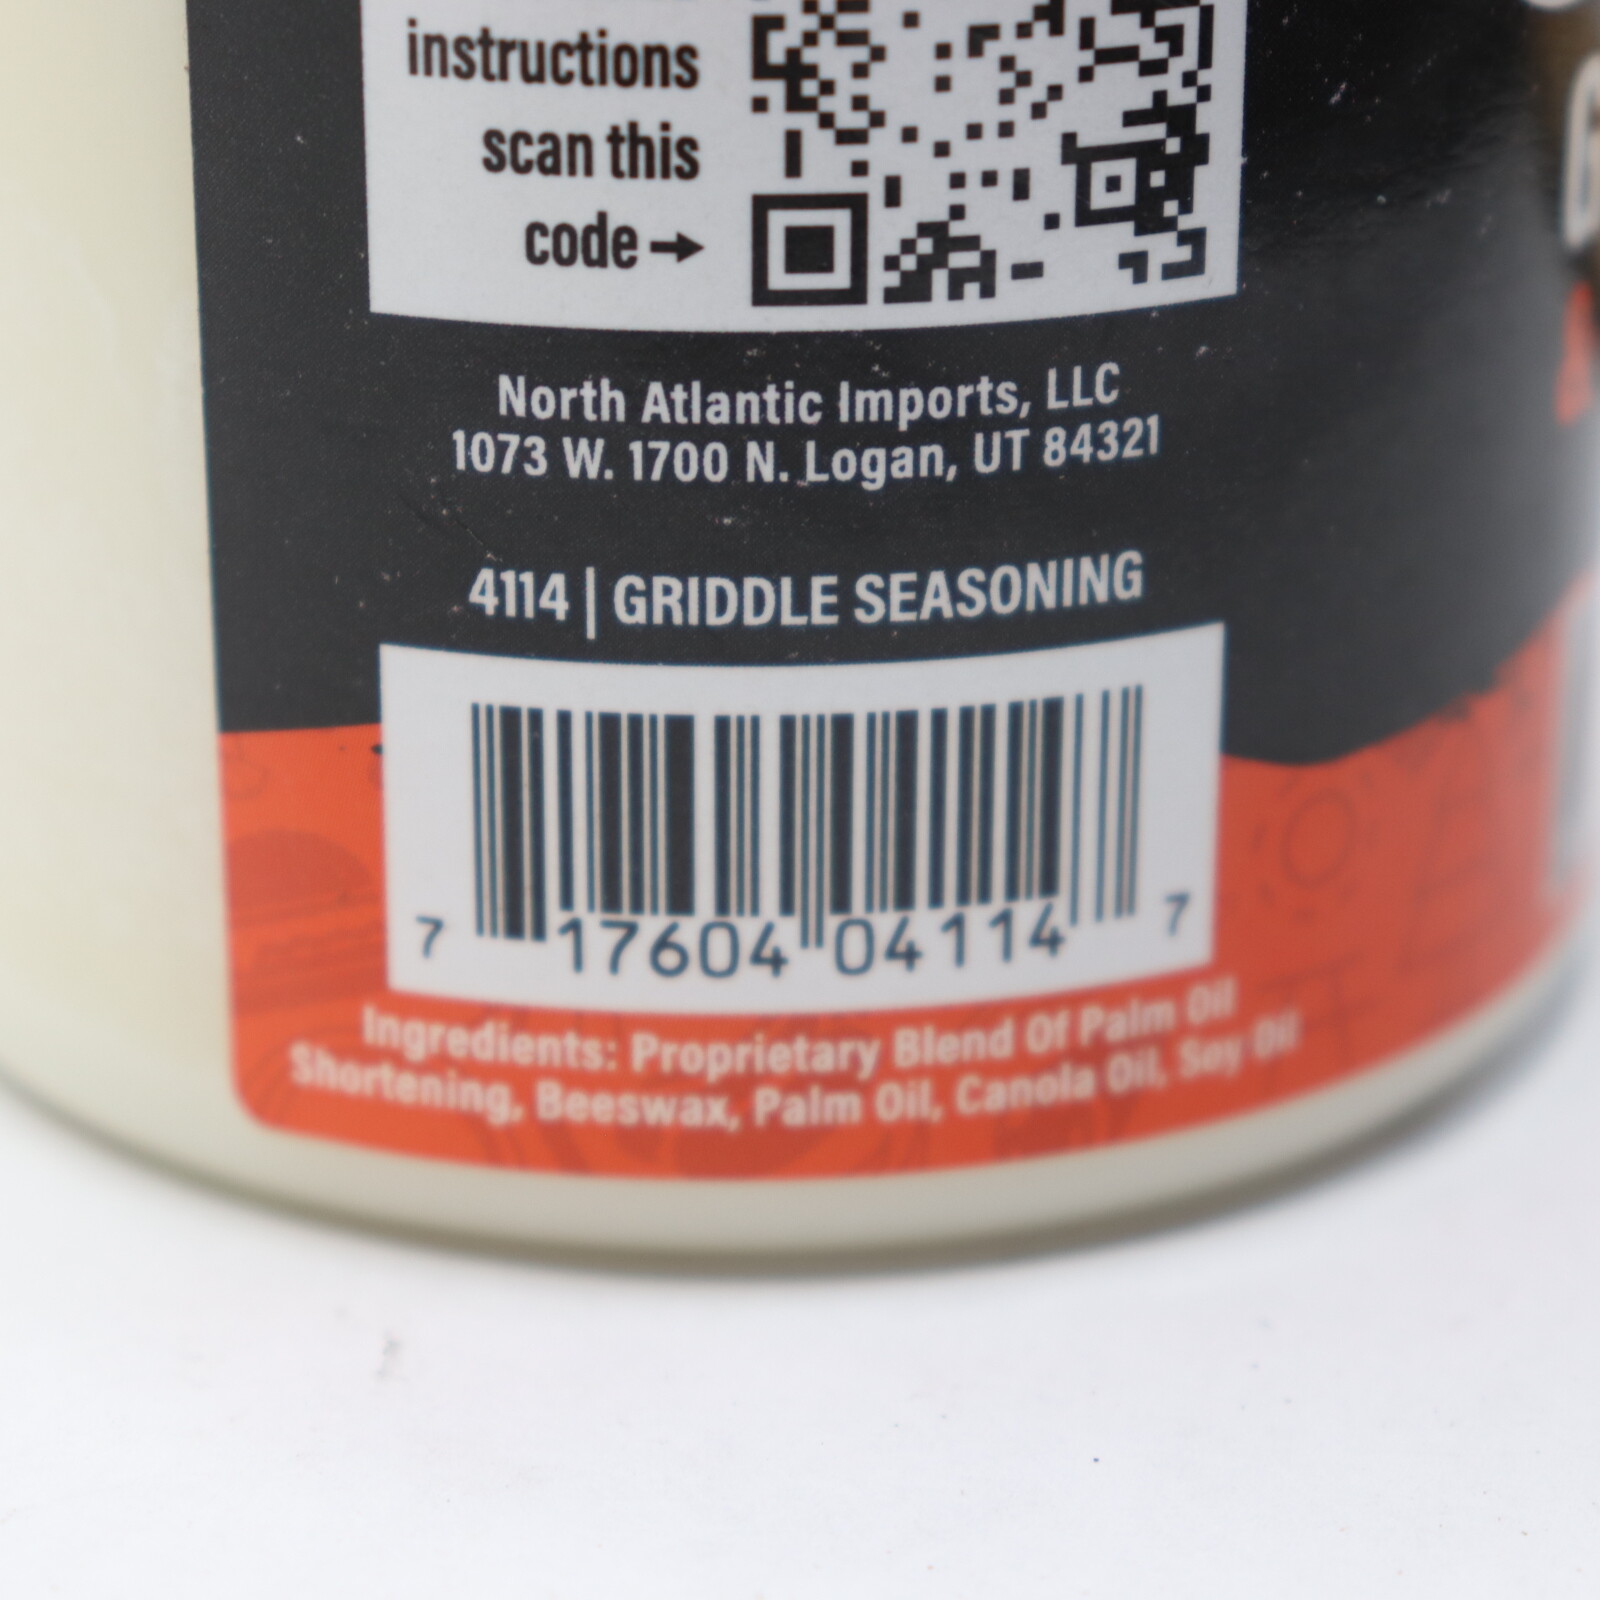 instructions
scan this
code→
North Atlantic Imports, LLC
1073 W. 1700 N. Logan, UT 84321
4114 | GRIDDLE SEASONING
7 17604 04114 7
Ingredients: Proprietary Blend Of Palm Oil
Shortening, Beeswax, Palm Oil, Canola Oil, Soy Oil